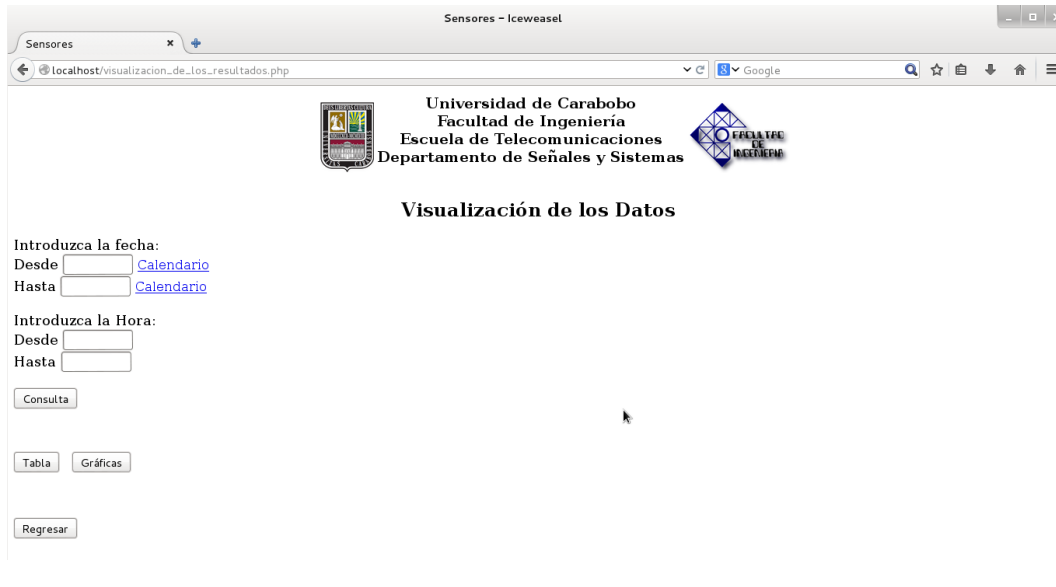 Sensores - Iceweasel
Sensores
localhost/visualizacion_de_los_resultados.php
Google
Universidad de Carabobo
Facultad de Ingeniería
Escuela de Telecomunicaciones
Departamento de Señales y Sistemas
FACULTAD
DE
INGENIERIA
Visualización de los Datos
Introduzca la fecha:
Desde Calendario
Hasta Calendario
Introduzca la Hora:
Desde
Hasta
Consulta
Tabla Gráficas
Regresar